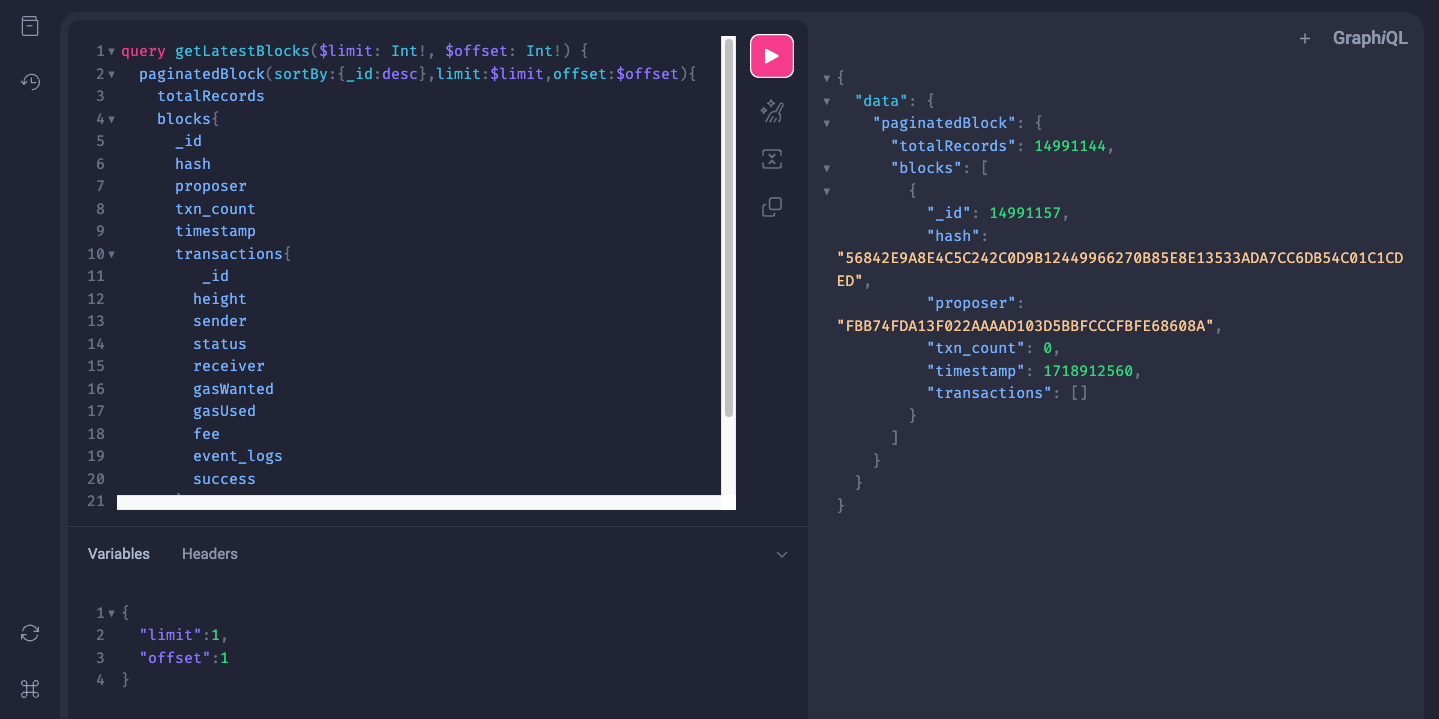 1 query getLatestBlocks($limit: Int!, $offset: Int!) {
2 paginatedBlock(sortBy:{_id:desc},limit:$limit,offset:$offset){
3 totalRecords
4 blocks{
5 _id
6 hash
7 proposer
8 txn_count
9 timestamp
10 transactions{
11 _id
12 height
13 sender
14 status
15 receiver
16 gasWanted
17 gasUsed
18 fee
19 event_logs
20 success
21
Variables Headers
1 {
2 "limit":1,
3 "offset":1
4 }
+ GraphiQL
{
"data": {
"paginatedBlock": {
"totalRecords": 14991144,
"blocks": [
{
"_id": 14991157,
"hash":
"56842E9A8E4C5C242C0D9B12449966270B85E8E13533ADA7CC6DB54C01C1CD
ED",
"proposer":
"FBB74FDA13F022AAAAD103D5BBFCCCFBFE68608A",
"txn_count": 0,
"timestamp": 1718912560,
"transactions": []
}
]
}
}
}